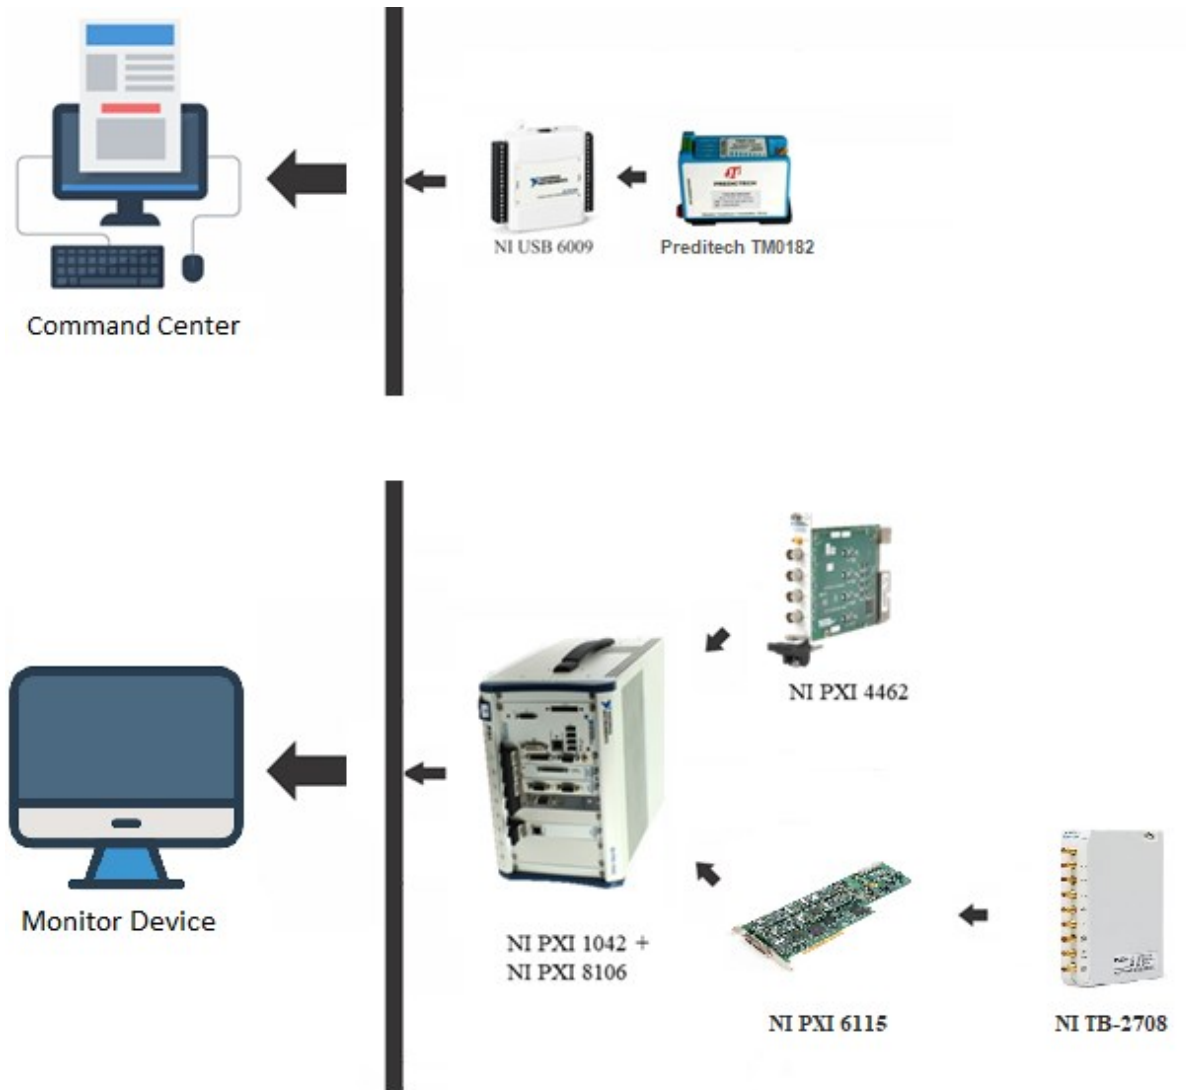 PREDICTECH
NI USB 6009
Preditech TM0182
Command Center
NI PXI 4462
Monitor Device
NI PXI 1042 +
NI PXI 8106
NI PXI 6115
NI TB-2708